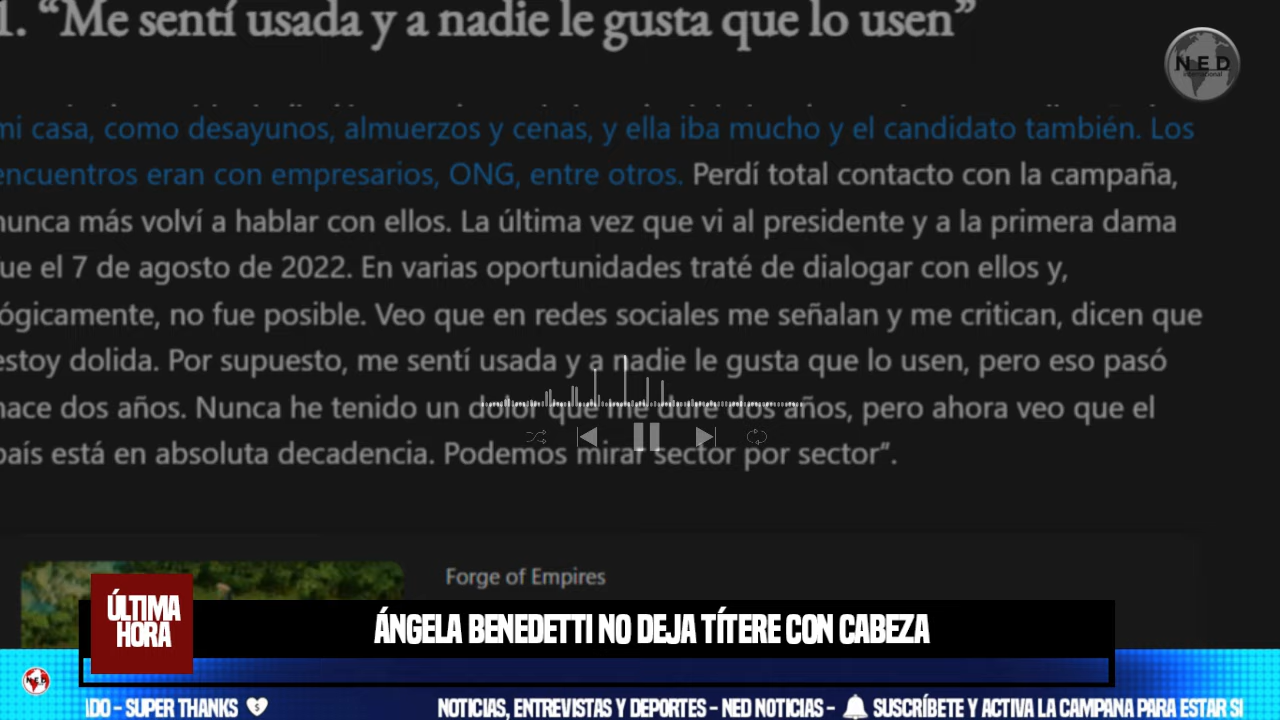 1. “Me sentí usada y a nadie le gusta que lo usen”
NED
international
mi casa, como desayunos, almuerzos y cenas, y ella iba mucho y el candidato también. Los
encuentros eran con empresarios, ONG, entre otros. Perdí total contacto con la campaña,
nunca más volví a hablar con ellos. La última vez que vi al presidente y a la primera dama
fue el 7 de agosto de 2022. En varias oportunidades traté de dialogar con ellos y,
lógicamente, no fue posible. Veo que en redes sociales me señalan y me critican, dicen que
estoy dolida. Por supuesto, me sentí usada y a nadie le gusta que lo usen, pero eso pasó
hace dos años. Nunca he tenido un dolor que me dure dos años, pero ahora veo que el
país está en absoluta decadencia. Podemos mirar sector por sector”.
Forge of Empires
ÚLTIMA
HORA
ÁNGELA BENEDETTI NO DEJA TÍTERE CON CABEZA
NED
ADO - SUPER THANKS NOTICIAS, ENTREVISTAS Y DEPORTES - NED NOTICIAS - SUSCRÍBETE Y ACTIVA LA CAMPANA PARA ESTAR SI